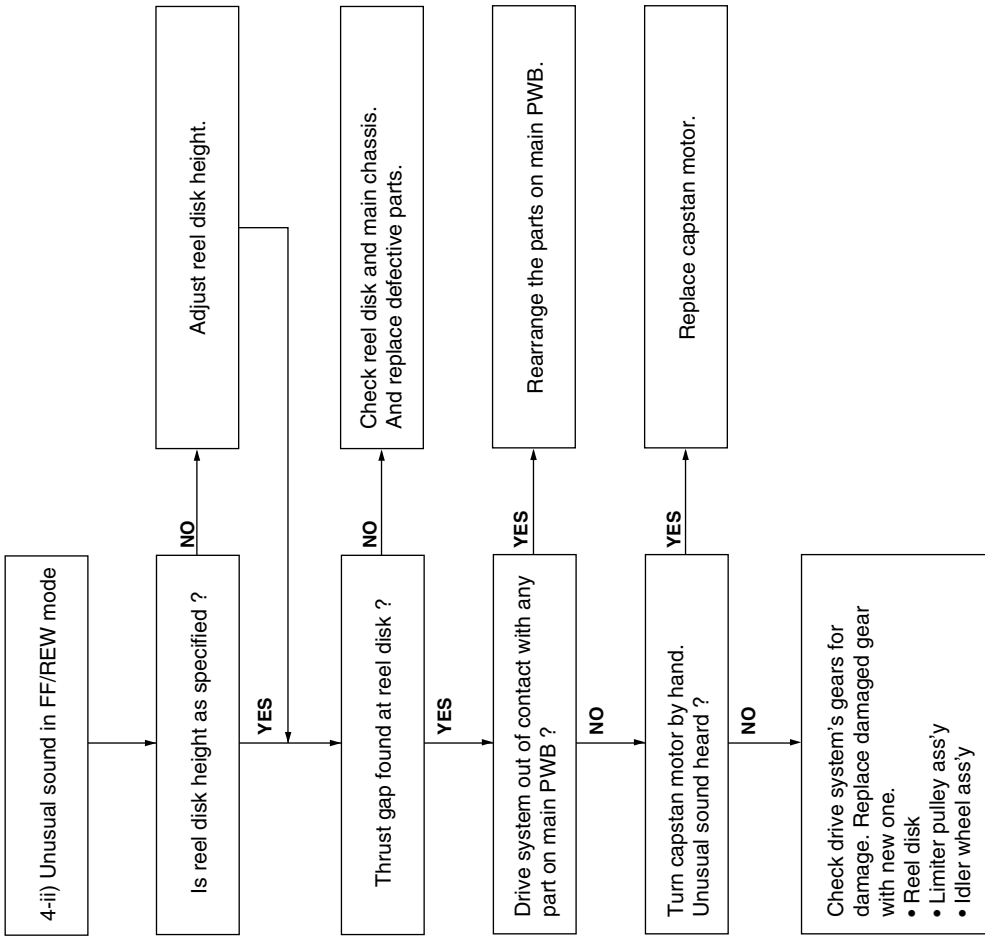 4-ii) Unusual sound in FF/REW mode
Is reel disk height as specified ?
NO
Adjust reel disk height.
YES
Thrust gap found at reel disk ?
NO
Check reel disk and main chassis.
And replace defective parts.
YES
Drive system out of contact with any
part on main PWB ?
YES
Rearrange the parts on main PWB.
NO
Turn capstan motor by hand.
Unusual sound heard ?
YES
Replace capstan motor.
NO
Check drive system's gears for
damage. Replace damaged gear
with new one.
• Reel disk
• Limiter pulley ass'y
• Idler wheel ass'y